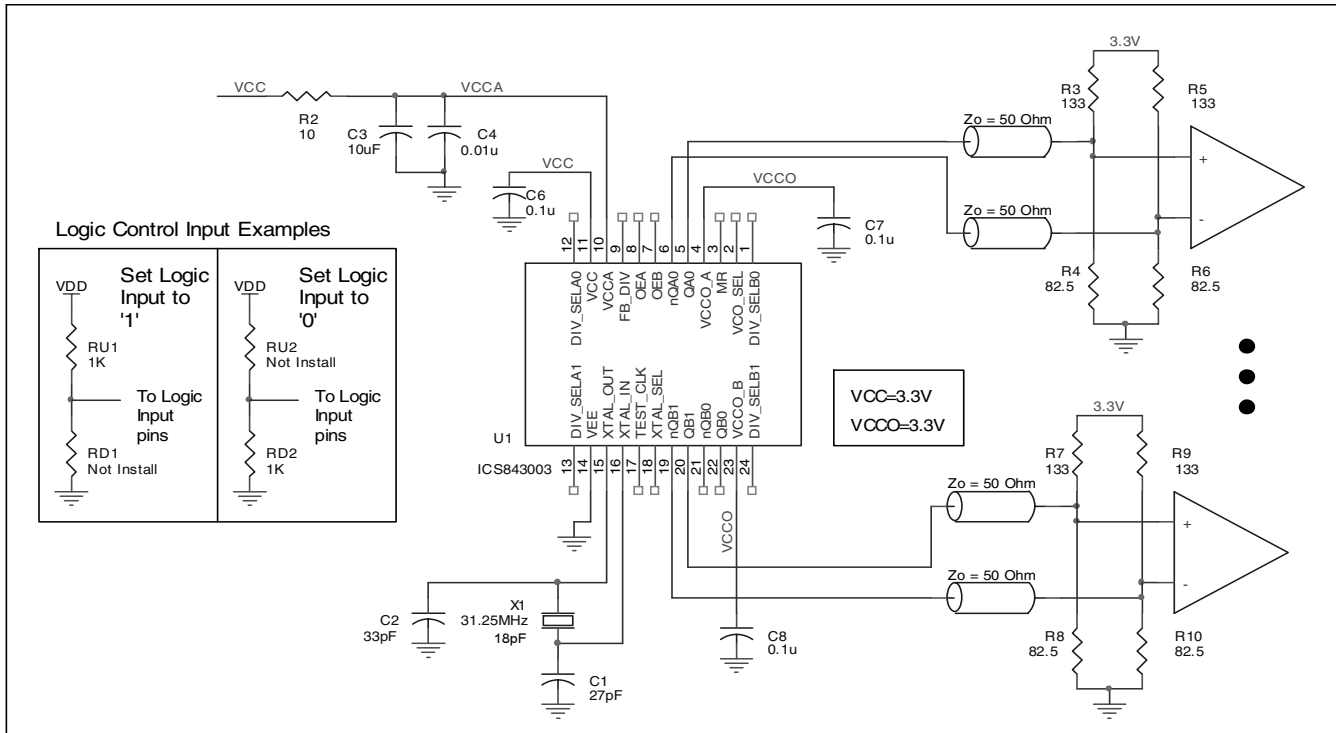 VCC
R2
10
VCCA
C3
10uF
C4
0.01u
VCC
C6
0.1u
VCCO
C7
0.1u
Zo = 50 Ohm
Zo = 50 Ohm
3.3V
R3
133
R5
133
+
-
R4
82.5
R6
82.5
Logic Control Input Examples
VDD
Set Logic
Input to
'1'
RU1
1K
To Logic
Input
pins
RD1
Not Install
VDD
Set Logic
Input to
'0'
RU2
Not Install
To Logic
Input
pins
RD2
1K
12
11
10
9
8
7
6
5
4
3
2
1
DIV_SELA0
VCC
VCCA
FB_DIV
OEA
OEB
nQA0
QA0
VCCO_A
MR
VCO_SEL
DIV_SELB0
DIV_SELA1
VEE
XTAL_OUT
XTAL_IN
TEST_CLK
XTAL_SEL
nQB1
QB1
nQB0
QB0
VCCO_B
DIV_SELB1
U1
ICS843003
13
14
15
16
17
18
19
20
21
22
23
24
VCC=3.3V
VCCO=3.3V
VCCO
C2
33pF
X1
31.25MHz
18pF
C1
27pF
C8
0.1u
Zo = 50 Ohm
Zo = 50 Ohm
3.3V
R7
133
R9
133
+
-
R8
82.5
R10
82.5